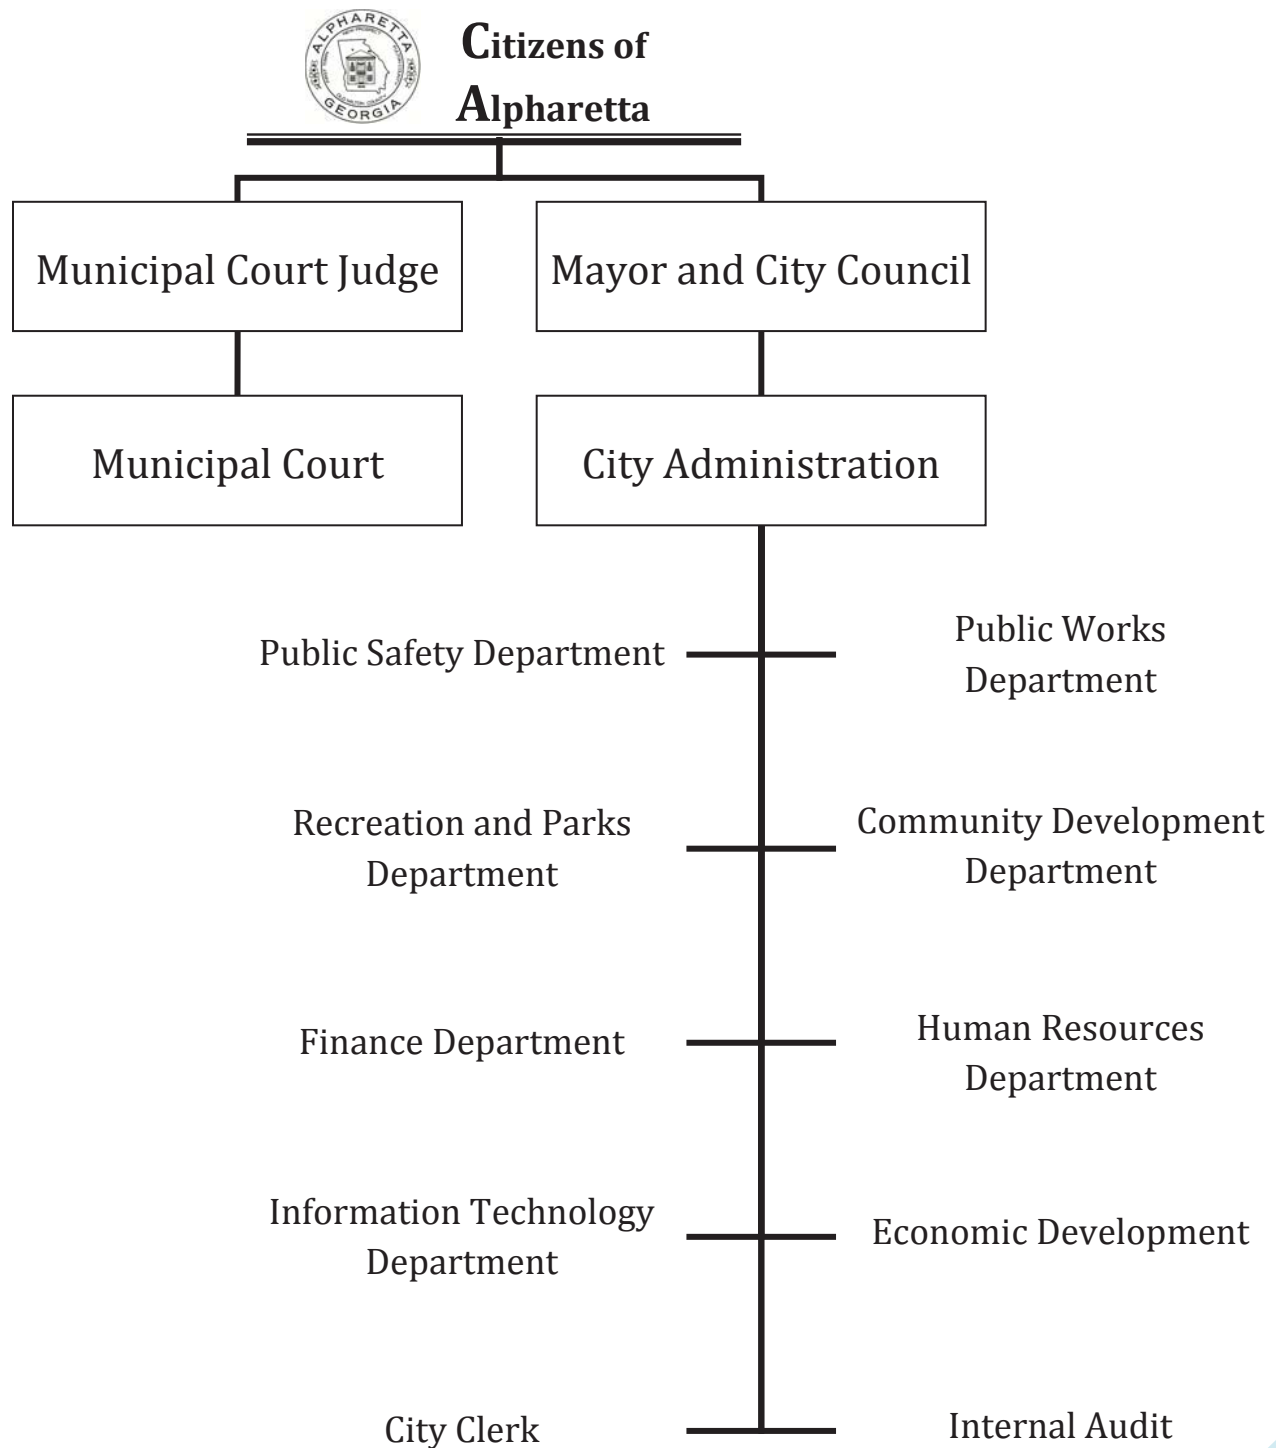 ALPHARETTA
GEORGIA
Citizens of
Alpharetta
Municipal Court Judge
Mayor and City Council
Municipal Court
City Administration
Public Safety Department
Public Works
Department
Recreation and Parks
Department
Community Development
Department
Finance Department
Human Resources
Department
Information Technology
Department
Economic Development
City Clerk
Internal Audit